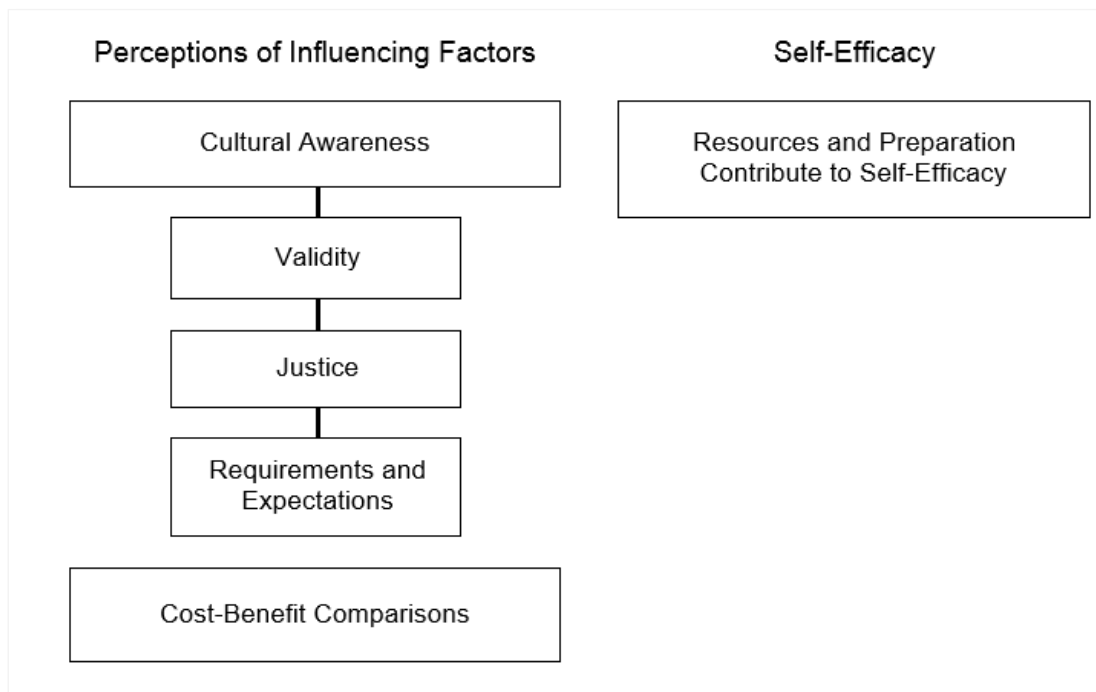 Perceptions of Influencing Factors
Cultural Awareness
Validity
Justice
Requirements and
Expectations
Cost-Benefit Comparisons
Self-Efficacy
Resources and Preparation
Contribute to Self-Efficacy